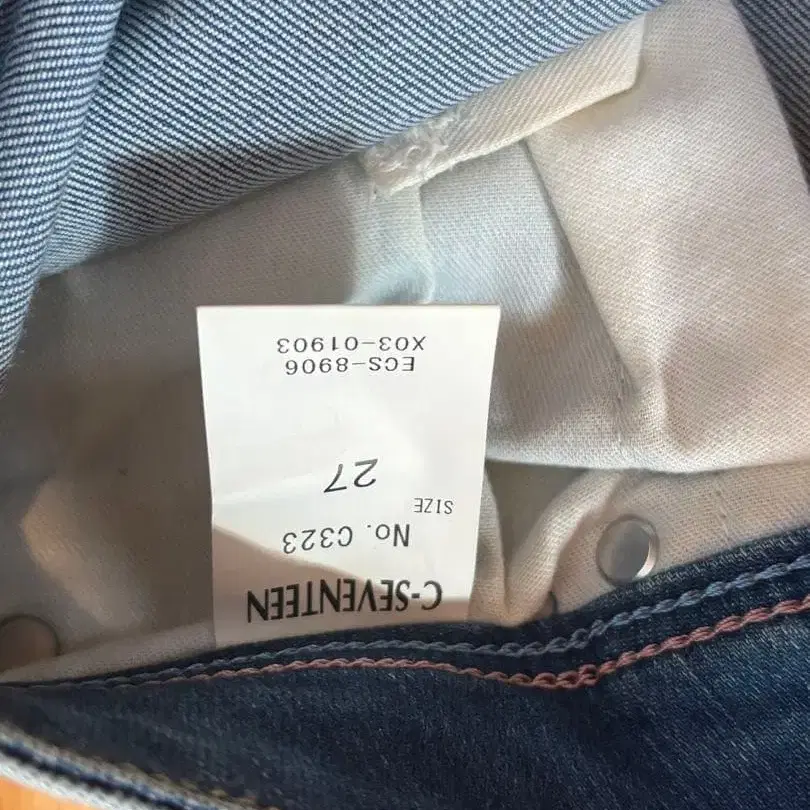 C-SEVENTEEN
No. C323
SIZE
27
ECS-8906
X03-01903